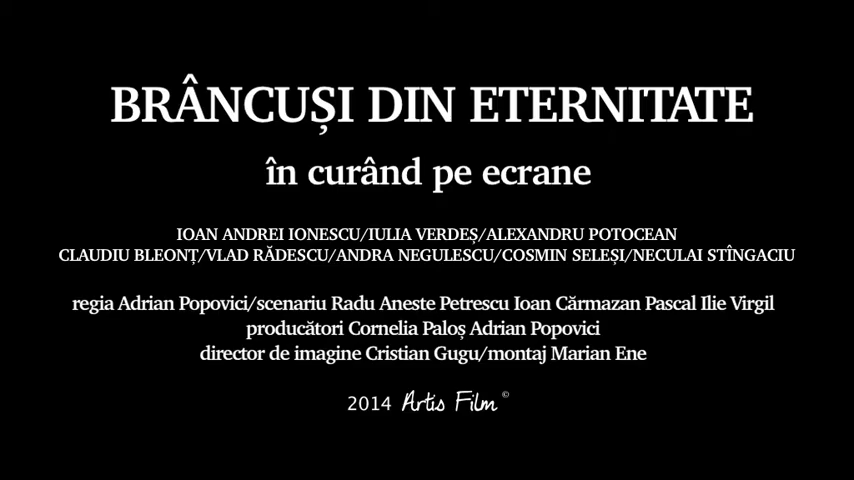 BRÂNCUȘI DIN ETERNITATE
în curând pe ecrane
IOAN ANDREI IONESCU/IULIA VERDEȘ/ALEXANDRU POTOCEAN
CLAUDIU BLEONȚ/VLAD RĂDESCU/ANDRA NEGULESCU/COSMIN SELEȘI/NECULAI STÎNGACIU
regia Adrian Popovici/scenariu Radu Aneste Petrescu Ioan Cărmazan Pascal Ilie Virgil
producători Cornelia Paloș Adrian Popovici
director de imagine Cristian Gugu/montaj Marian Ene
2014 Artis Film ©